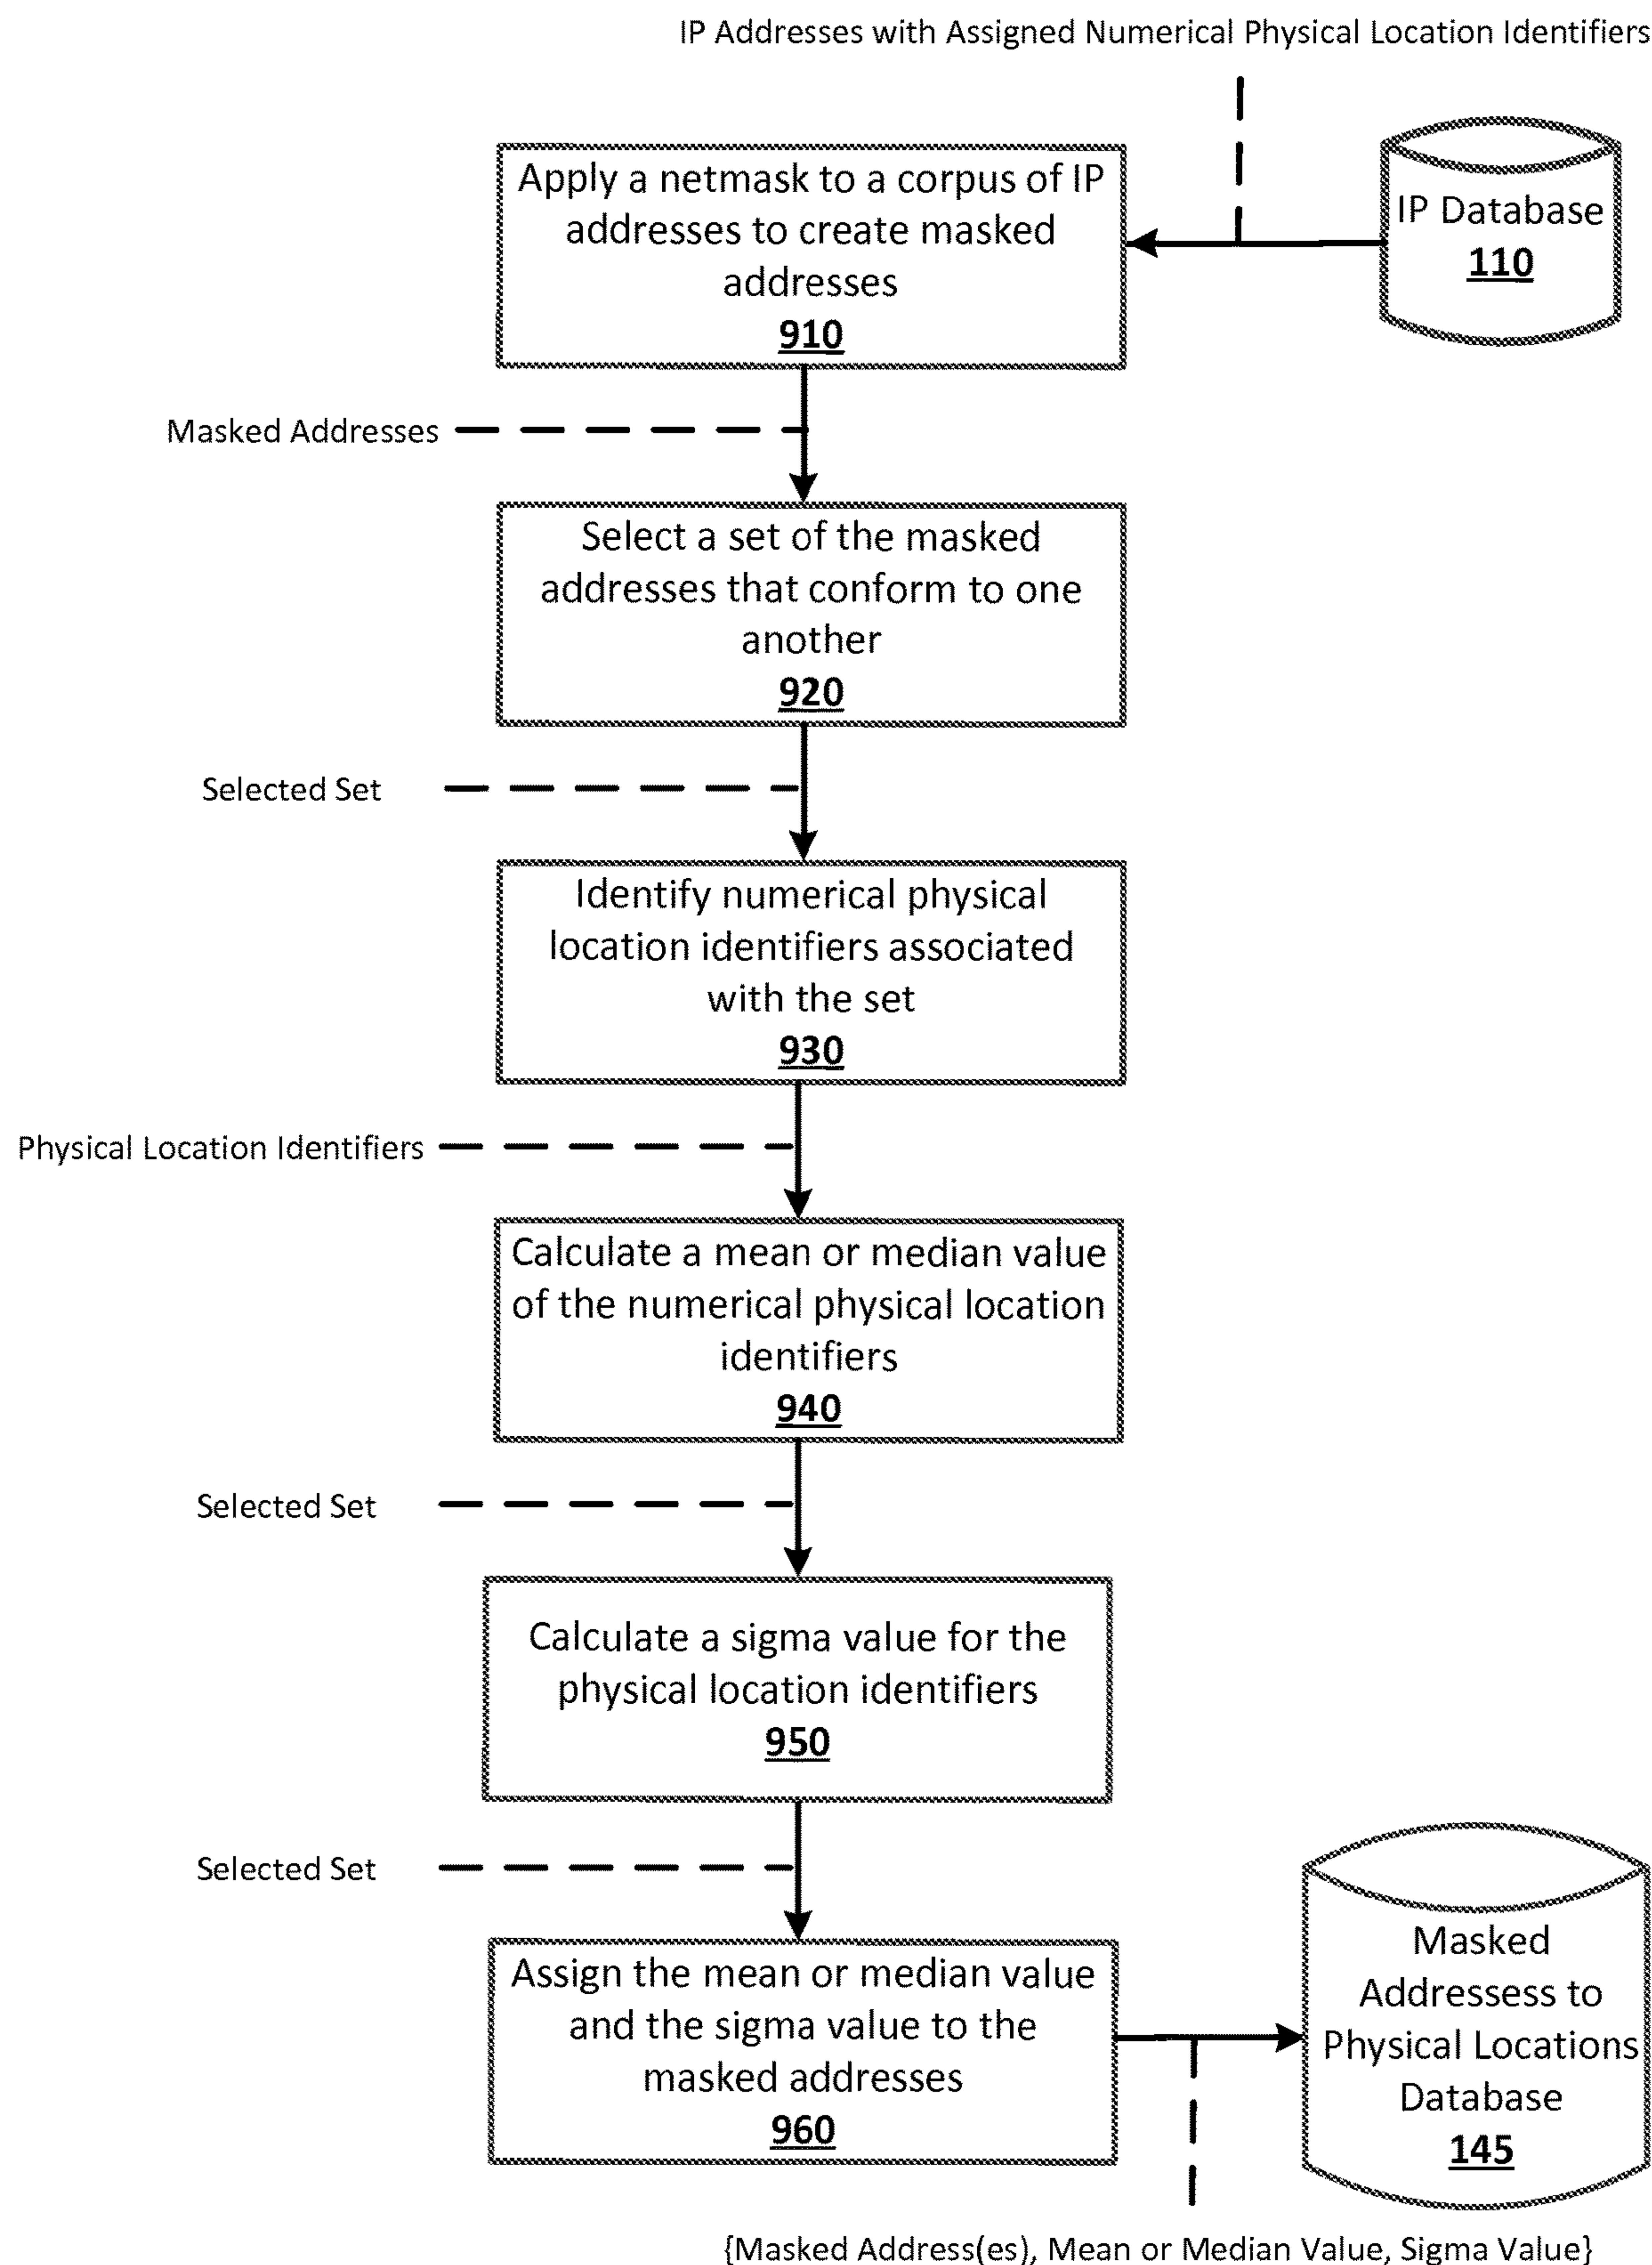 IP Addresses with Assigned Numerical Physical Location Identifiers
Apply a netmask to a corpus of IP
addresses to create masked
addresses
910
IP Database
110
Masked Addresses
Select a set of the masked
addresses that conform to one
another
920
Selected Set
Identify numerical physical
location identifiers associated
with the set
930
Physical Location Identifiers
Calculate a mean or median value
of the numerical physical location
identifiers
940
Selected Set
Calculate a sigma value for the
physical location identifiers
950
Selected Set
Assign the mean or median value
and the sigma value to the
masked addresses
960
Masked
Addressess to
Physical Locations
Database
145
{Masked Address(es), Mean or Median Value, Sigma Value}